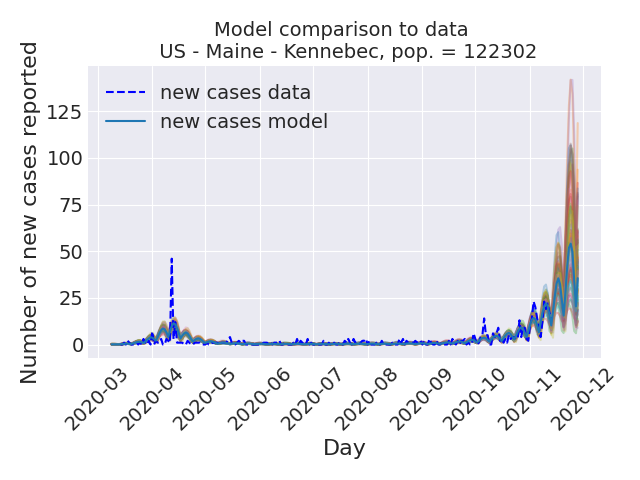 Model comparison to data
US - Maine - Kennebec, pop. = 122302
new cases data
new cases model
Number of new cases reported
125
100
75
50
25
0
2020-03
2020-04
2020-05
2020-06
2020-07
2020-08
2020-09
2020-10
2020-11
2020-12
Day